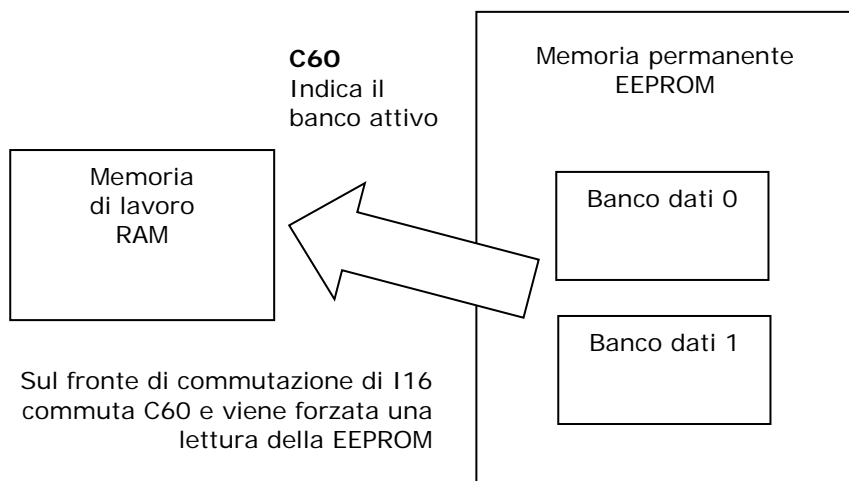 C60
Indica il
banco attivo
Memoria permanente
EEPROM
Memoria
di lavoro
RAM
Banco dati 0
Banco dati 1
Sul fronte di commutazione di I16
commuta C60 e viene forzata una
lettura della EEPROM